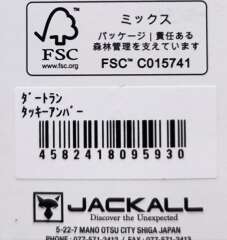 ミックス
パッケージ | 責任ある
森林管理を支えています
FSC
www.fsc.org
FSC™ C015741
ダートラン
タッキーアンバー
4582418095930
JACKALL
Discover the Unexpected
5-22-7 MANO OTSU CITY SHIGA JAPAN